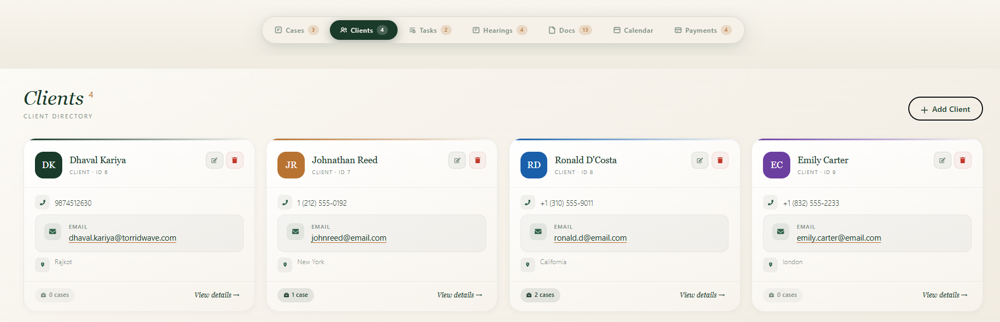 Cases 3 Clients 4 Tasks 2 Hearings 4 Docs 13 Calendar Payments 4
Clients 4
CLIENT DIRECTORY
+ Add Client
DK Dhaval Kariya
CLIENT · ID 6
9874512630
EMAIL
dhaval.kariya@torridwave.com
Rajkot
0 cases View details →
JR Johnathan Reed
CLIENT · ID 7
1 (212) 555-0192
EMAIL
johnreed@email.com
New York
1 case View details →
RD Ronald D’Costa
CLIENT · ID 8
+1 (310) 555-9011
EMAIL
ronald.d@email.com
California
2 cases View details →
EC Emily Carter
CLIENT · ID 9
+1 (832) 555-2233
EMAIL
emily.carter@email.com
london
0 cases View details →